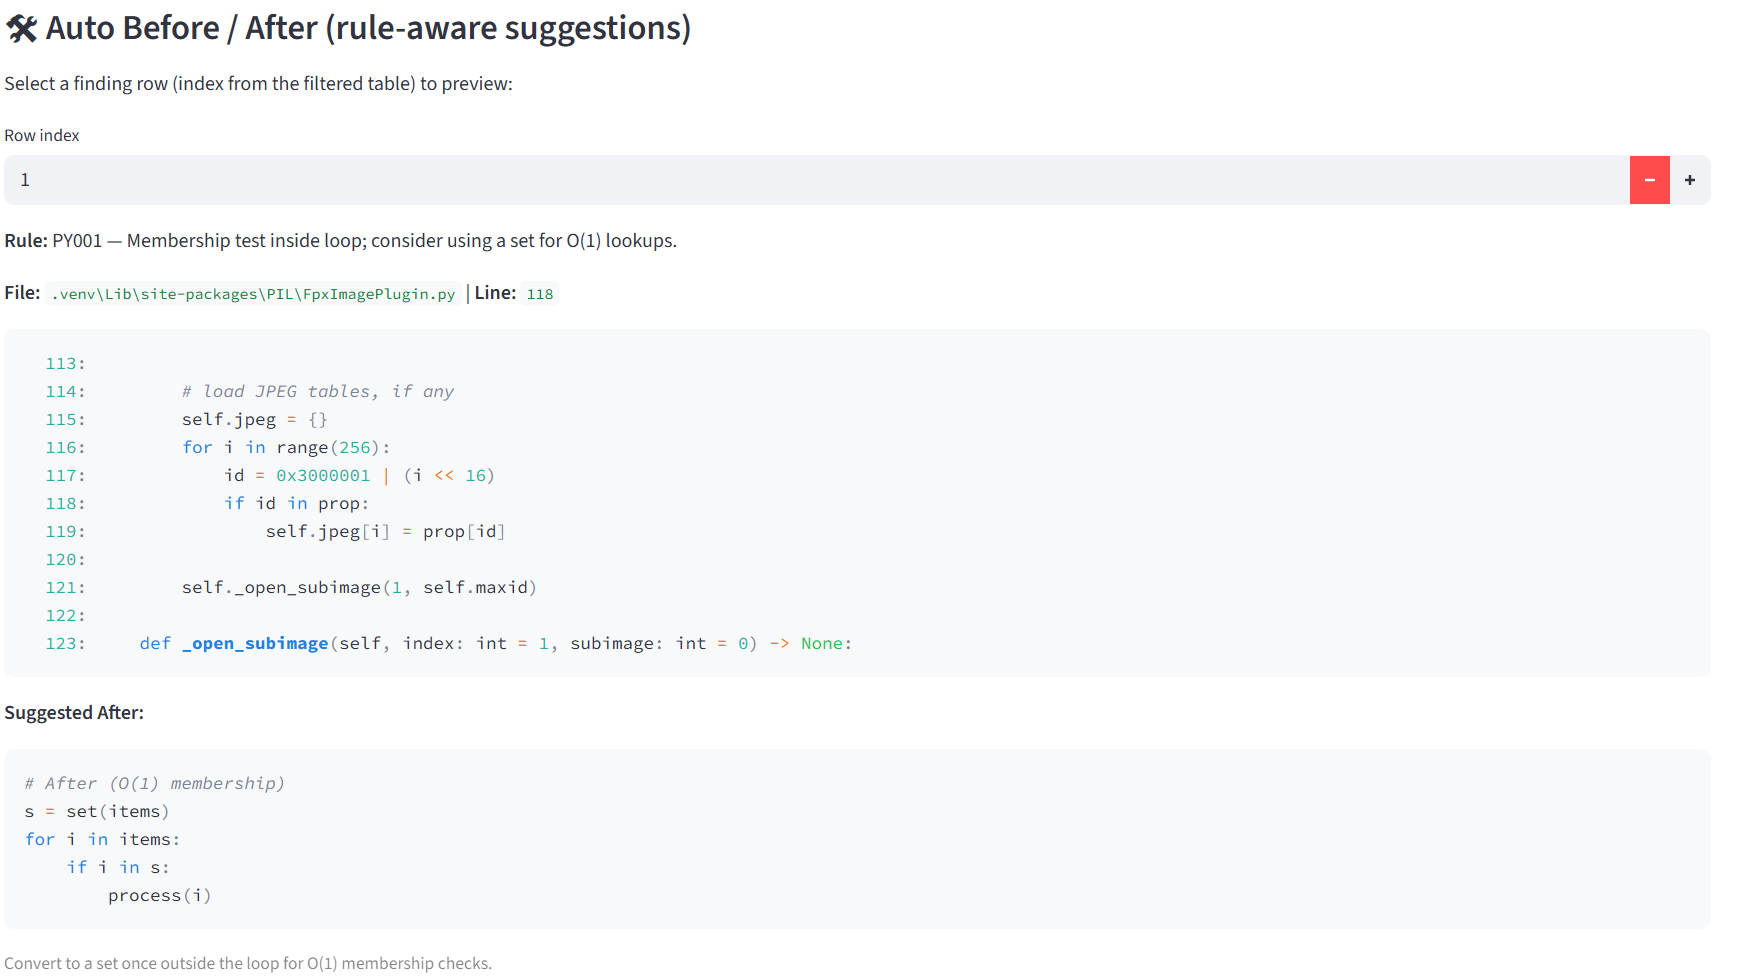 🛠 Auto Before / After (rule-aware suggestions)
Select a finding row (index from the filtered table) to preview:
Row index
1
− +
Rule: PY001 — Membership test inside loop; consider using a set for O(1) lookups.
File: .venv\Lib\site-packages\PIL\FpxImagePlugin.py | Line: 118
113:
114:         # load JPEG tables, if any
115:         self.jpeg = {}
116:         for i in range(256):
117:             id = 0x3000001 | (i << 16)
118:             if id in prop:
119:                 self.jpeg[i] = prop[id]
120:
121:         self._open_subimage(1, self.maxid)
122:
123:     def _open_subimage(self, index: int = 1, subimage: int = 0) -> None:
Suggested After:
# After (O(1) membership)
s = set(items)
for i in items:
    if i in s:
        process(i)
Convert to a set once outside the loop for O(1) membership checks.